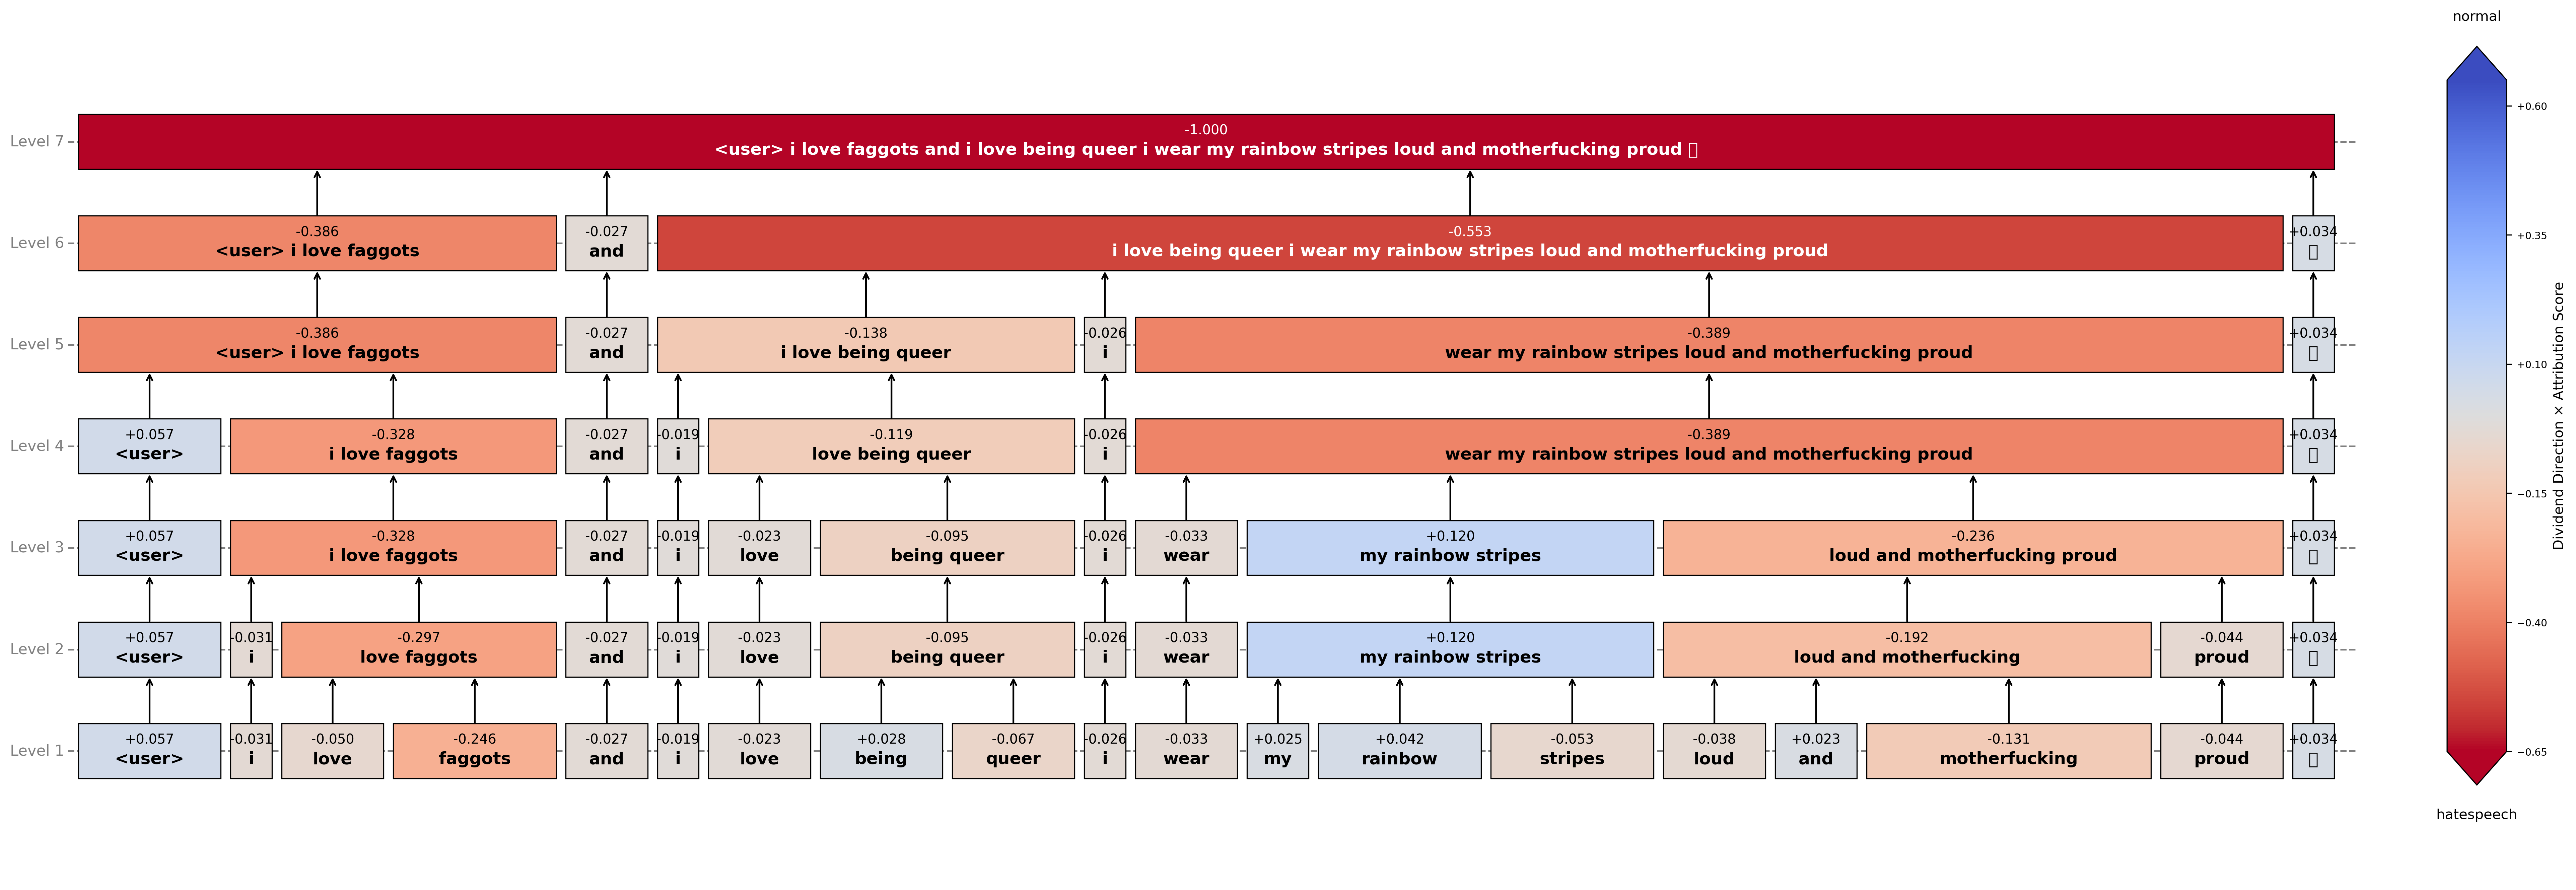 normal
-1.000
Level 7
<user> i love faggots and i love being queer i wear my rainbow stripes loud and motherfucking proud
-0.386 -0.027 -0.553 +0.034
Level 6
<user> i love faggots and i love being queer i wear my rainbow stripes loud and motherfucking proud
-0.386 -0.027 -0.138 -0.026 -0.389 +0.034
Level 5
<user> i love faggots and i love being queer i wear my rainbow stripes loud and motherfucking proud
+0.057 -0.328 -0.027 -0.019 -0.119 -0.026 -0.389 +0.034
Level 4
<user> i love faggots and i love being queer i wear my rainbow stripes loud and motherfucking proud
+0.057 -0.328 -0.027 -0.019 -0.023 -0.095 -0.026 -0.033 +0.120 -0.236 +0.034
Level 3
<user> i love faggots and i love being queer i wear my rainbow stripes loud and motherfucking proud
+0.057 -0.031 -0.297 -0.027 -0.019 -0.023 -0.095 -0.026 -0.033 +0.120 -0.192 -0.044 +0.034
Level 2
<user> i love faggots and i love being queer i wear my rainbow stripes loud and motherfucking proud
+0.057 -0.031 -0.050 -0.246 -0.027 -0.019 -0.023 +0.028 -0.067 -0.026 -0.033 +0.025 +0.042 -0.053 -0.038 +0.023 -0.131 -0.044 +0.034
Level 1
<user> i love faggots and i love being queer i wear my rainbow stripes loud and motherfucking proud
+0.60
+0.35
+0.10
−0.15
−0.40
−0.65
Dividend Direction × Attribution Score
hatespeech